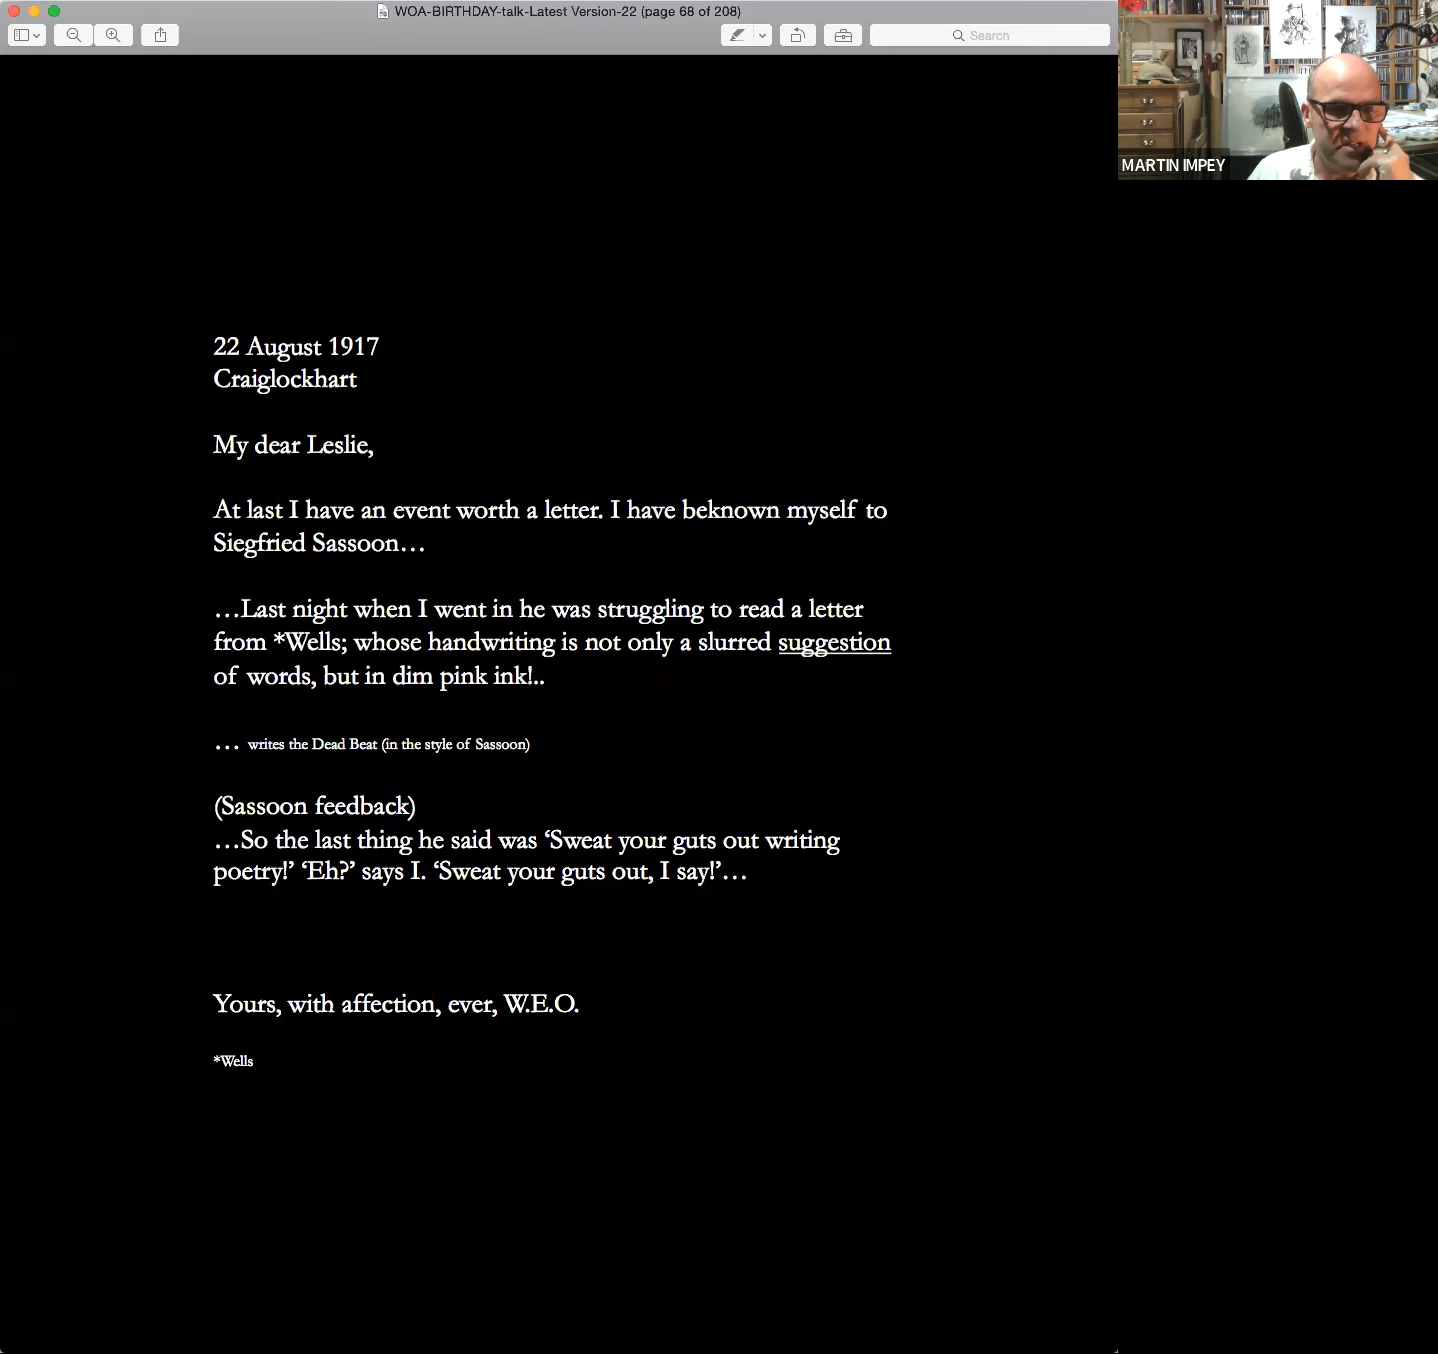 WOA-BIRTHDAY-talk-Latest Version-22 (page 68 of 208)
Search
MARTIN IMPEY
22 August 1917
Craiglockhart
My dear Leslie,
At last I have an event worth a letter. I have beknown myself to
Siegfried Sassoon…
…Last night when I went in he was struggling to read a letter
from *Wells; whose handwriting is not only a slurred suggestion
of words, but in dim pink ink!..
… writes the Dead Beat (in the style of Sassoon)
(Sassoon feedback)
…So the last thing he said was ‘Sweat your guts out writing
poetry!’ ‘Eh?’ says I. ‘Sweat your guts out, I say!’…
Yours, with affection, ever, W.E.O.
*Wells